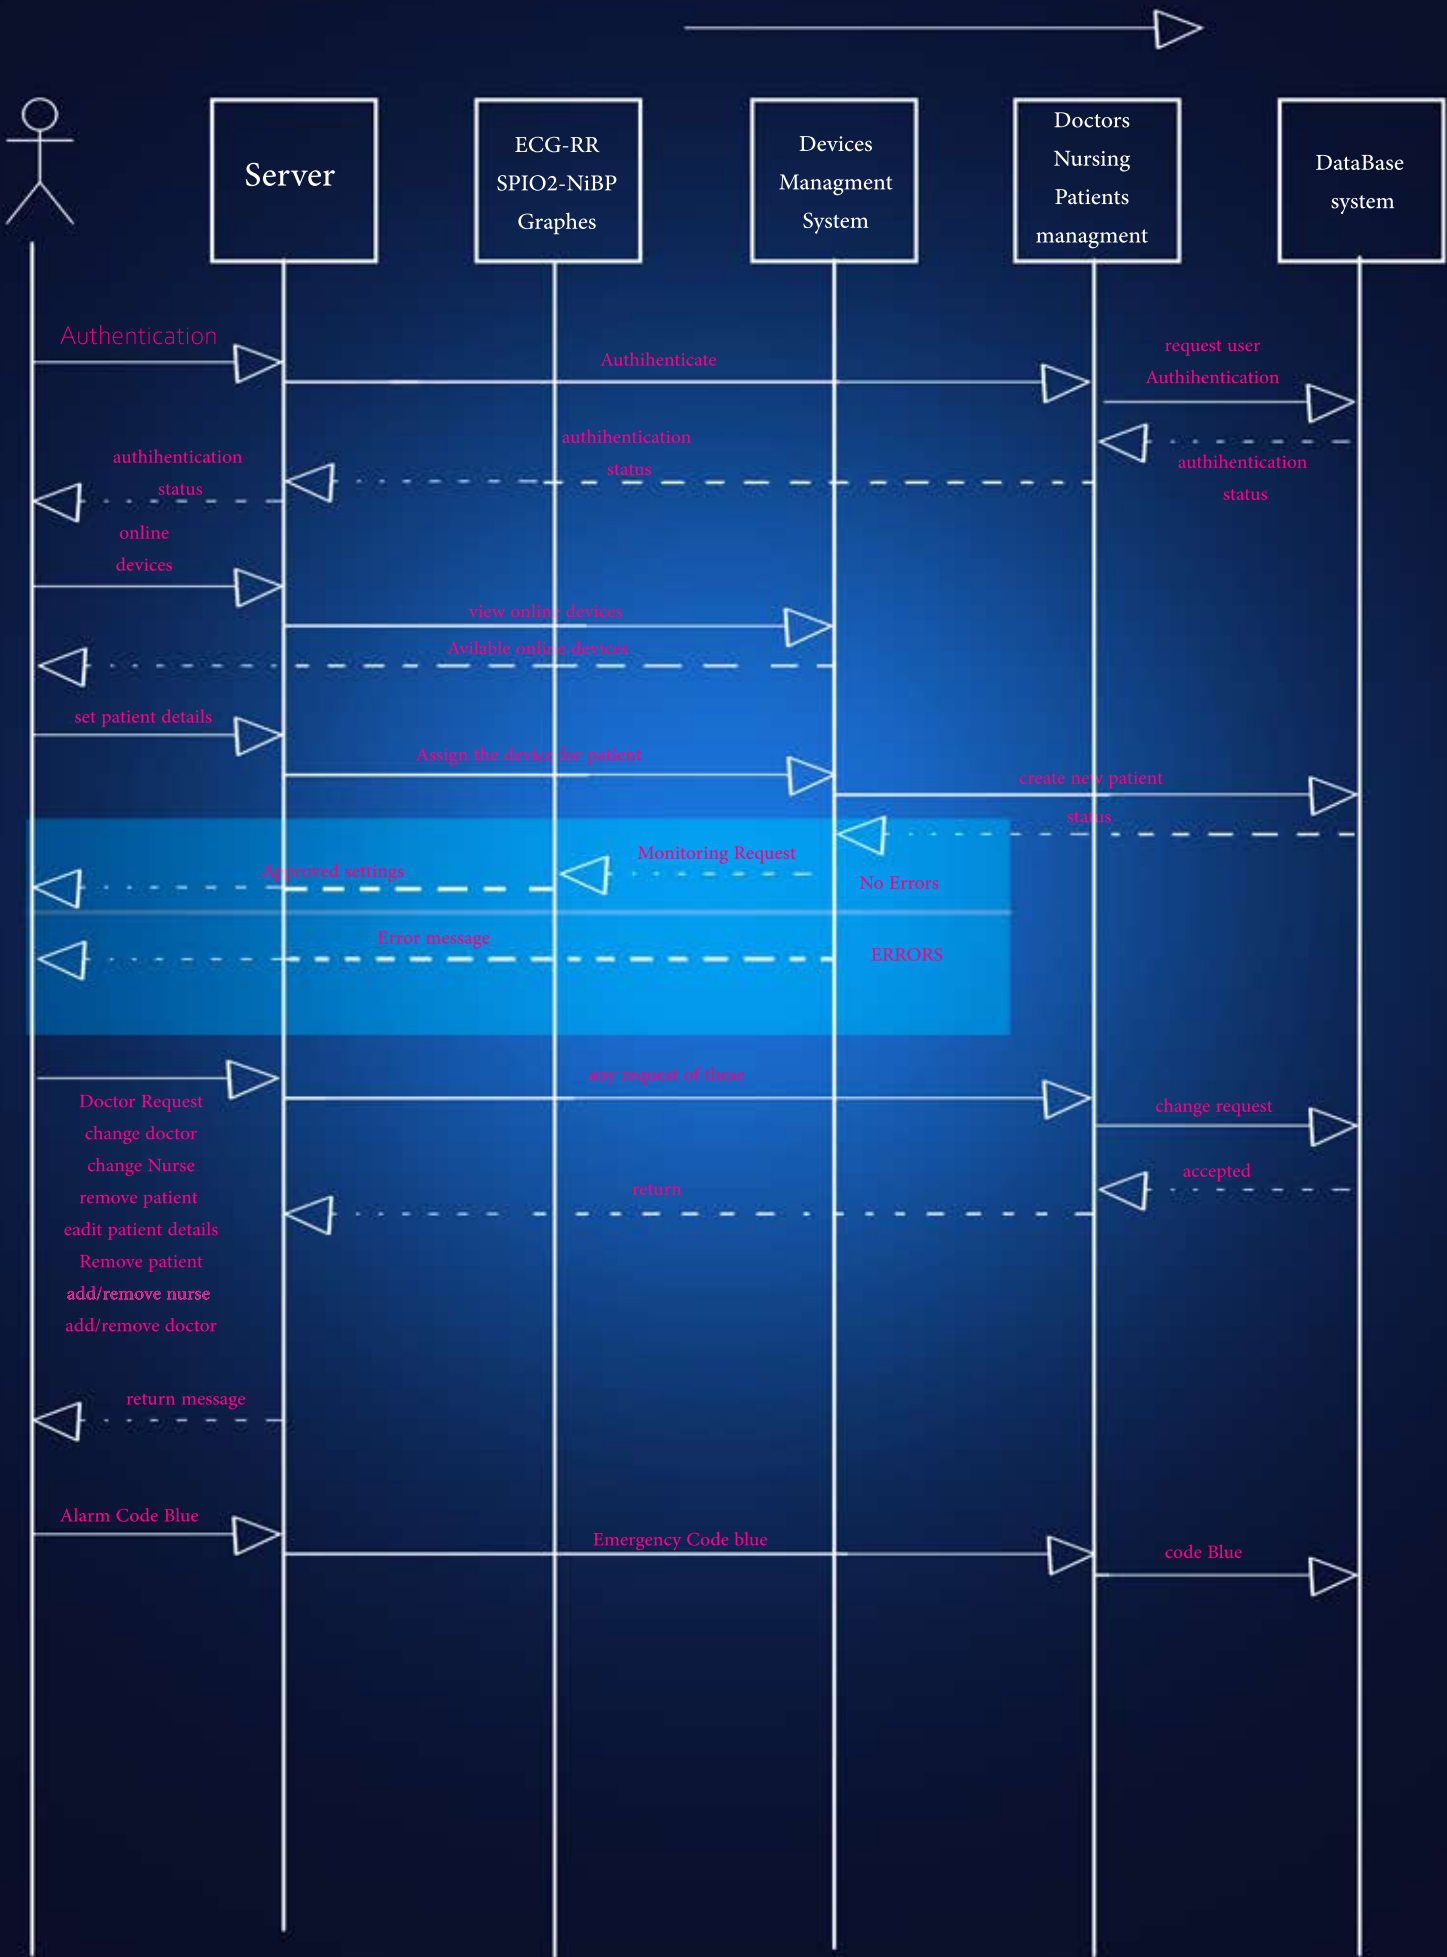 Server
ECG-RR
SPIO2-NiBP
Graphes
Devices
Managment
System
Doctors
Nursing
Patients
managment
DataBase
system
Authentication
Authihenticate
request user
Authihentication
authihentication
status
authihentication
status
authihentication
status
online
devices
view online devices
Avilable online devices
set patient details
Assign the device for patient
create new patient
status
Monitoring Request
Approved settings
No Errors
Error message
ERRORS
any request of these
Doctor Request
change doctor
change Nurse
remove patient
eadit patient details
Remove patient
add/remove nurse
add/remove doctor
change request
accepted
return
return message
Alarm Code Blue
Emergency Code blue
code Blue